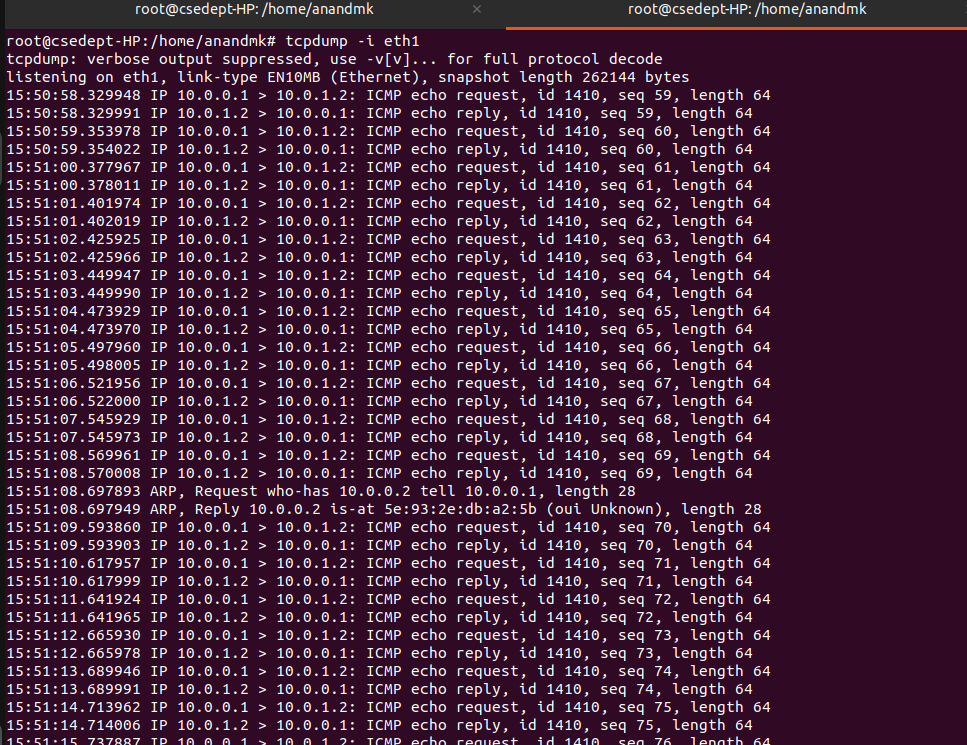 root@csedept-HP: /home/anandmk × root@csedept-HP: /home/anandmk
root@csedept-HP:/home/anandmk# tcpdump -i eth1
tcpdump: verbose output suppressed, use -v[v]... for full protocol decode
listening on eth1, link-type EN10MB (Ethernet), snapshot length 262144 bytes
15:50:58.329948 IP 10.0.0.1 > 10.0.1.2: ICMP echo request, id 1410, seq 59, length 64
15:50:58.329991 IP 10.0.1.2 > 10.0.0.1: ICMP echo reply, id 1410, seq 59, length 64
15:50:59.353978 IP 10.0.0.1 > 10.0.1.2: ICMP echo request, id 1410, seq 60, length 64
15:50:59.354022 IP 10.0.1.2 > 10.0.0.1: ICMP echo reply, id 1410, seq 60, length 64
15:51:00.377967 IP 10.0.0.1 > 10.0.1.2: ICMP echo request, id 1410, seq 61, length 64
15:51:00.378011 IP 10.0.1.2 > 10.0.0.1: ICMP echo reply, id 1410, seq 61, length 64
15:51:01.401974 IP 10.0.0.1 > 10.0.1.2: ICMP echo request, id 1410, seq 62, length 64
15:51:01.402019 IP 10.0.1.2 > 10.0.0.1: ICMP echo reply, id 1410, seq 62, length 64
15:51:02.425925 IP 10.0.0.1 > 10.0.1.2: ICMP echo request, id 1410, seq 63, length 64
15:51:02.425966 IP 10.0.1.2 > 10.0.0.1: ICMP echo reply, id 1410, seq 63, length 64
15:51:03.449947 IP 10.0.0.1 > 10.0.1.2: ICMP echo request, id 1410, seq 64, length 64
15:51:03.449990 IP 10.0.1.2 > 10.0.0.1: ICMP echo reply, id 1410, seq 64, length 64
15:51:04.473929 IP 10.0.0.1 > 10.0.1.2: ICMP echo request, id 1410, seq 65, length 64
15:51:04.473970 IP 10.0.1.2 > 10.0.0.1: ICMP echo reply, id 1410, seq 65, length 64
15:51:05.497960 IP 10.0.0.1 > 10.0.1.2: ICMP echo request, id 1410, seq 66, length 64
15:51:05.498005 IP 10.0.1.2 > 10.0.0.1: ICMP echo reply, id 1410, seq 66, length 64
15:51:06.521956 IP 10.0.0.1 > 10.0.1.2: ICMP echo request, id 1410, seq 67, length 64
15:51:06.522000 IP 10.0.1.2 > 10.0.0.1: ICMP echo reply, id 1410, seq 67, length 64
15:51:07.545929 IP 10.0.0.1 > 10.0.1.2: ICMP echo request, id 1410, seq 68, length 64
15:51:07.545973 IP 10.0.1.2 > 10.0.0.1: ICMP echo reply, id 1410, seq 68, length 64
15:51:08.569961 IP 10.0.0.1 > 10.0.1.2: ICMP echo request, id 1410, seq 69, length 64
15:51:08.570008 IP 10.0.1.2 > 10.0.0.1: ICMP echo reply, id 1410, seq 69, length 64
15:51:08.697893 ARP, Request who-has 10.0.0.2 tell 10.0.0.1, length 28
15:51:08.697949 ARP, Reply 10.0.0.2 is-at 5e:93:2e:db:a2:5b (oui Unknown), length 28
15:51:09.593860 IP 10.0.0.1 > 10.0.1.2: ICMP echo request, id 1410, seq 70, length 64
15:51:09.593903 IP 10.0.1.2 > 10.0.0.1: ICMP echo reply, id 1410, seq 70, length 64
15:51:10.617957 IP 10.0.0.1 > 10.0.1.2: ICMP echo request, id 1410, seq 71, length 64
15:51:10.617999 IP 10.0.1.2 > 10.0.0.1: ICMP echo reply, id 1410, seq 71, length 64
15:51:11.641924 IP 10.0.0.1 > 10.0.1.2: ICMP echo request, id 1410, seq 72, length 64
15:51:11.641965 IP 10.0.1.2 > 10.0.0.1: ICMP echo reply, id 1410, seq 72, length 64
15:51:12.665930 IP 10.0.0.1 > 10.0.1.2: ICMP echo request, id 1410, seq 73, length 64
15:51:12.665978 IP 10.0.1.2 > 10.0.0.1: ICMP echo reply, id 1410, seq 73, length 64
15:51:13.689946 IP 10.0.0.1 > 10.0.1.2: ICMP echo request, id 1410, seq 74, length 64
15:51:13.689991 IP 10.0.1.2 > 10.0.0.1: ICMP echo reply, id 1410, seq 74, length 64
15:51:14.713962 IP 10.0.0.1 > 10.0.1.2: ICMP echo request, id 1410, seq 75, length 64
15:51:14.714006 IP 10.0.1.2 > 10.0.0.1: ICMP echo reply, id 1410, seq 75, length 64
15:51:15.737887 IP 10.0.0.1 > 10.0.1.2: ICMP echo request, id 1410, seq 76, length 64